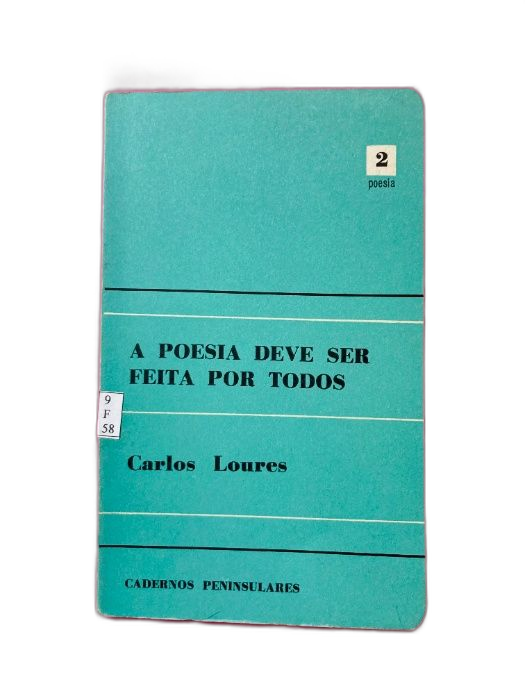 2
poesia
A POESIA DEVE SER
FEITA POR TODOS
9
F
58
Carlos Loures
CADERNOS PENINSULARES